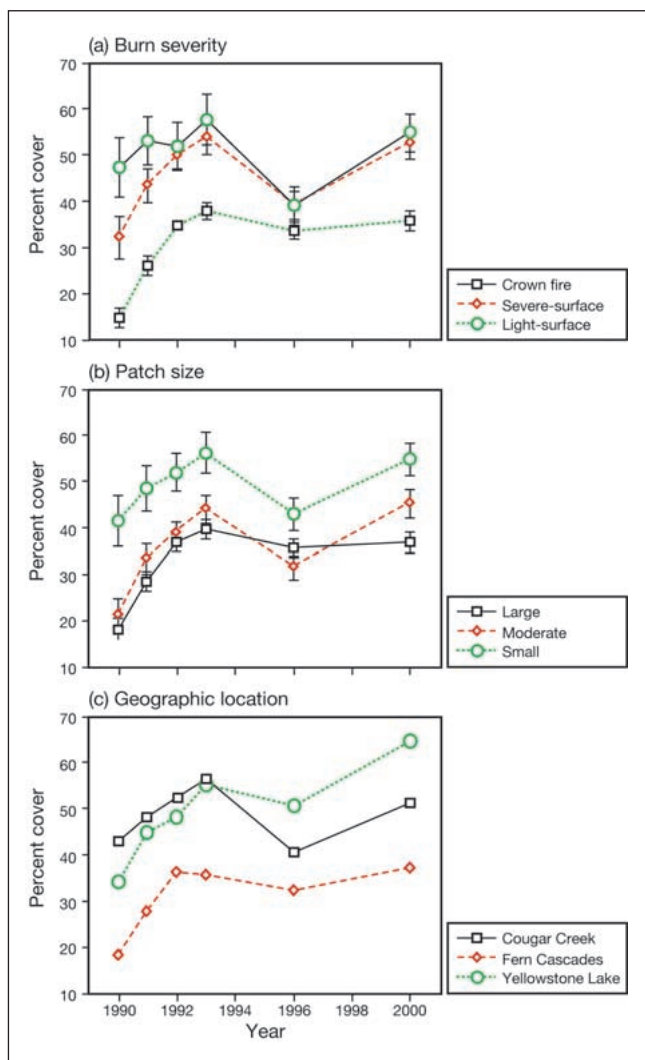 (a) Burn severity
70
60
50
40
30
20
10
Percent cover
Crown fire
Severe-surface
Light-surface
(b) Patch size
70
60
50
40
30
20
10
Percent cover
Large
Moderate
Small
(c) Geographic location
70
60
50
40
30
20
10
Percent cover
Cougar Creek
Fern Cascades
Yellowstone Lake
1990 1992 1994 1996 1998 2000
Year